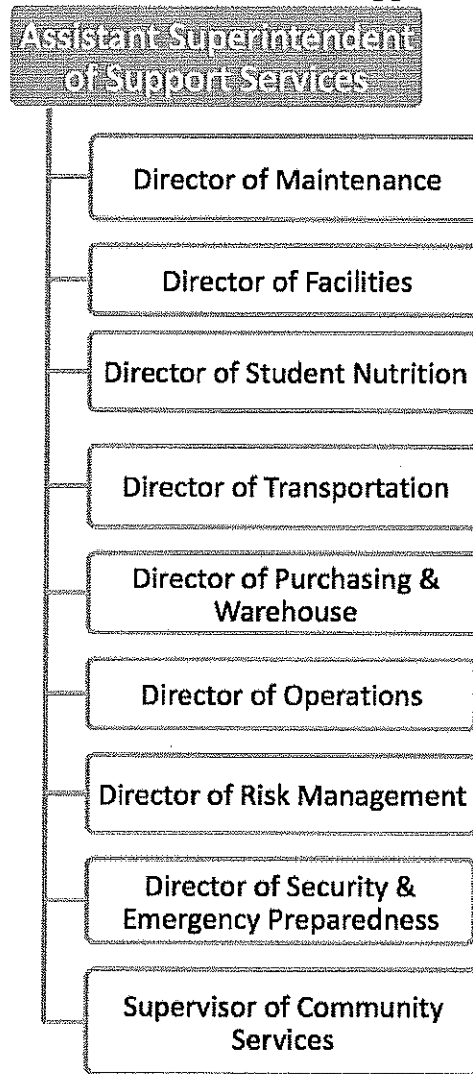 Assistant Superintendent
of Support Services
Director of Maintenance
Director of Facilities
Director of Student Nutrition
Director of Transportation
Director of Purchasing &
Warehouse
Director of Operations
Director of Risk Management
Director of Security &
Emergency Preparedness
Supervisor of Community
Services